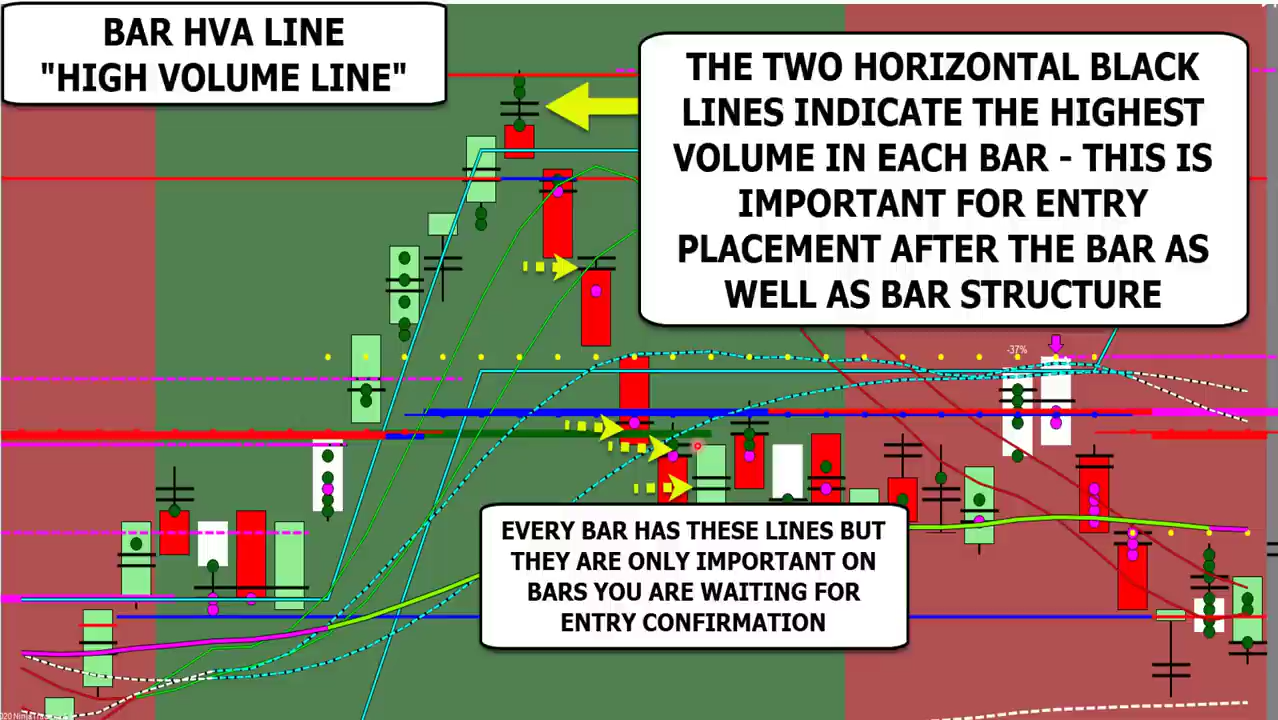 BAR HVA LINE
"HIGH VOLUME LINE"
THE TWO HORIZONTAL BLACK
LINES INDICATE THE HIGHEST
VOLUME IN EACH BAR - THIS IS
IMPORTANT FOR ENTRY
PLACEMENT AFTER THE BAR AS
WELL AS BAR STRUCTURE
-37%
EVERY BAR HAS THESE LINES BUT
THEY ARE ONLY IMPORTANT ON
BARS YOU ARE WAITING FOR
ENTRY CONFIRMATION